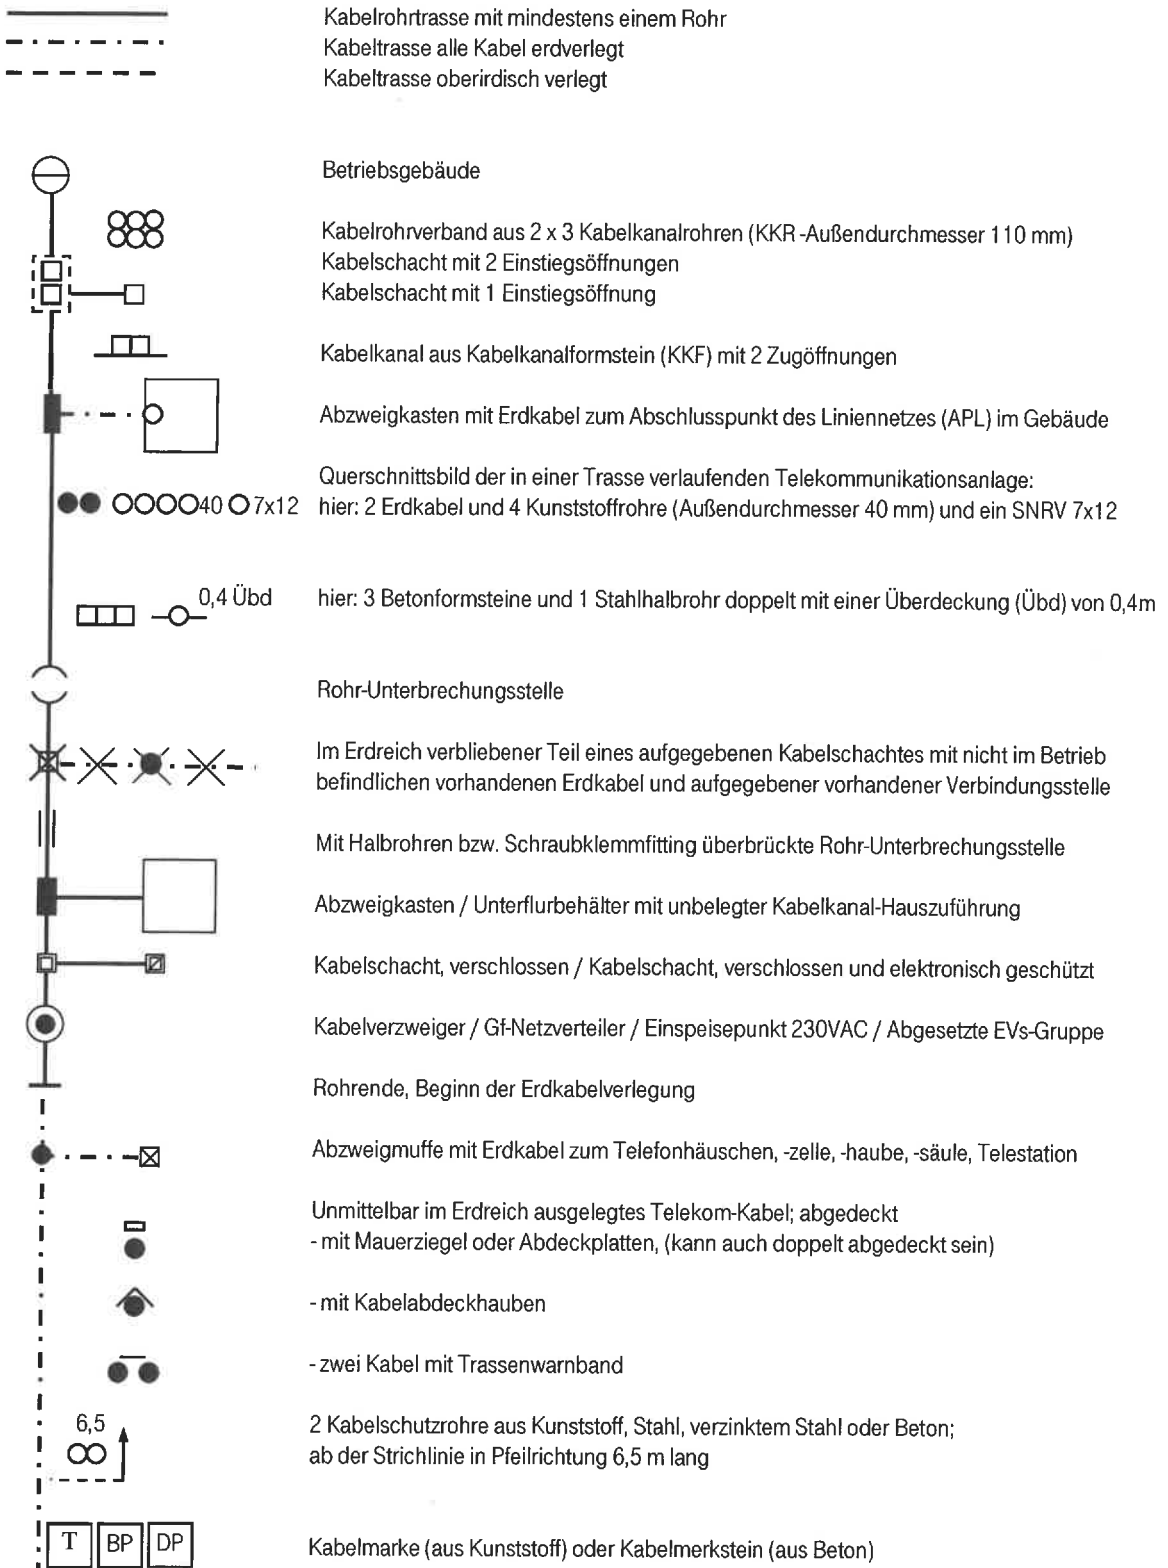 Kabelrohrtrasse mit mindestens einem Rohr
Kabeltrasse alle Kabel erdverlegt
Kabeltrasse oberirdisch verlegt
Betriebsgebäude
Kabelrohrverband aus 2 x 3 Kabelkanalrohren (KKR-Außendurchmesser 110 mm)
Kabelschacht mit 2 Einstiegsöffnungen
Kabelschacht mit 1 Einstiegsöffnung
Kabelkanal aus Kabelkanalformstein (KKF) mit 2 Zugöffnungen
Abzweigkasten mit Erdkabel zum Abschlusspunkt des Liniennetzes (APL) im Gebäude
Querschnittsbild der in einer Trasse verlaufenden Telekommunikationsanlage:
40 7x12 hier: 2 Erdkabel und 4 Kunststoffrohre (Außendurchmesser 40 mm) und ein SNRV 7x12
0,4 Übd hier: 3 Betonformsteine und 1 Stahlhalbrohr doppelt mit einer Überdeckung (Übd) von 0,4m
Rohr-Unterbrechungsstelle
Im Erdreich verbliebener Teil eines aufgegebenen Kabelschachtes mit nicht im Betrieb
befindlichen vorhandenen Erdkabel und aufgegebener vorhandener Verbindungsstelle
Mit Halbrohren bzw. Schraubklemmfitting überbrückte Rohr-Unterbrechungsstelle
Abzweigkasten / Unterflurbehälter mit unbelegter Kabelkanal-Hauszuführung
Kabelschacht, verschlossen / Kabelschacht, verschlossen und elektronisch geschützt
Kabelverzweiger / Gf-Netzverteiler / Einspeisepunkt 230VAC / Abgesetzte EVs-Gruppe
Rohrende, Beginn der Erdkabelverlegung
Abzweigmuffe mit Erdkabel zum Telefonhäuschen, -zelle, -haube, -säule, Telestation
Unmittelbar im Erdreich ausgelegtes Telekom-Kabel; abgedeckt
- mit Mauerziegel oder Abdeckplatten, (kann auch doppelt abgedeckt sein)
- mit Kabelabdeckhauben
- zwei Kabel mit Trassenwarnband
6,5 2 Kabelschutzrohre aus Kunststoff, Stahl, verzinktem Stahl oder Beton;
ab der Strichlinie in Pfeilrichtung 6,5 m lang
T BP DP Kabelmarke (aus Kunststoff) oder Kabelmerkstein (aus Beton)